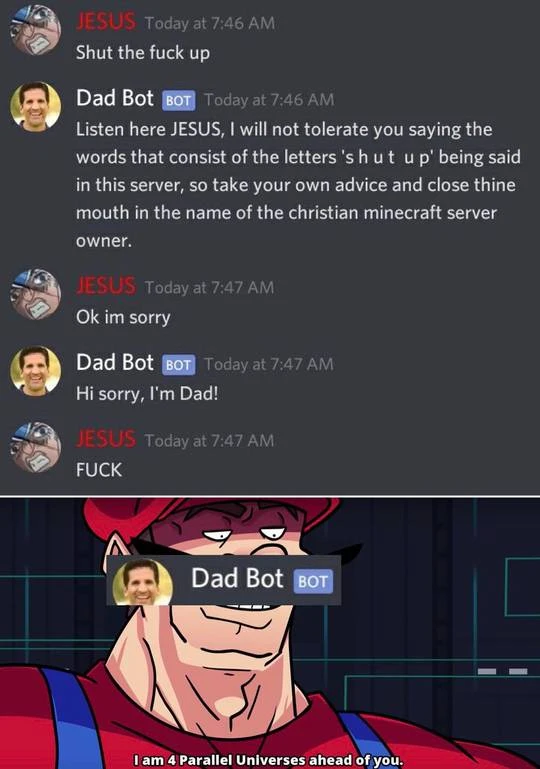 JESUS Today at 7:46 AM
Shut the fuck up
Dad Bot BOT Today at 7:46 AM
Listen here JESUS, I will not tolerate you saying the
words that consist of the letters 's h u t  u p' being said
in this server, so take your own advice and close thine
mouth in the name of the christian minecraft server
owner.
JESUS Today at 7:47 AM
Ok im sorry
Dad Bot BOT Today at 7:47 AM
Hi sorry, I'm Dad!
JESUS Today at 7:47 AM
FUCK
Dad Bot BOT
I am 4 Parallel Universes ahead of you.